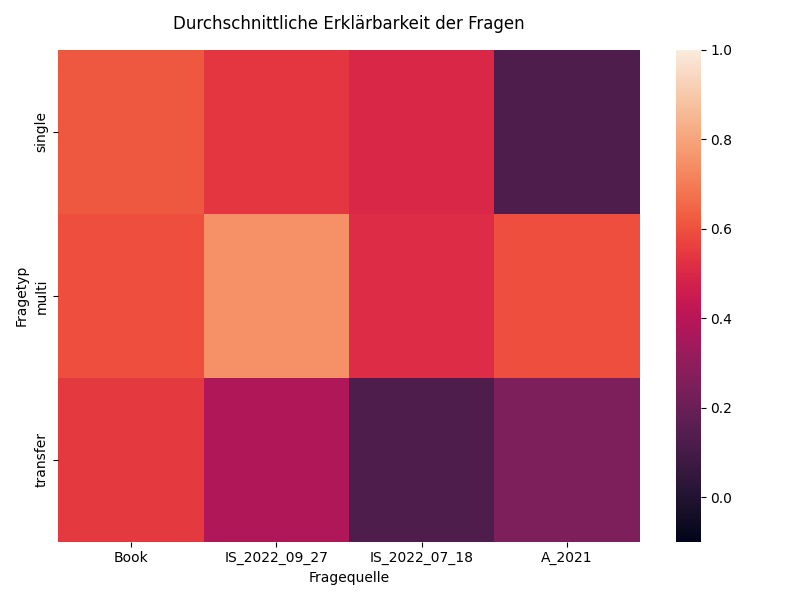 Durchschnittliche Erklärbarkeit der Fragen
Fragetyp
single
multi
transfer
Book IS_2022_09_27 IS_2022_07_18 A_2021
Fragequelle
1.0
0.8
0.6
0.4
0.2
0.0